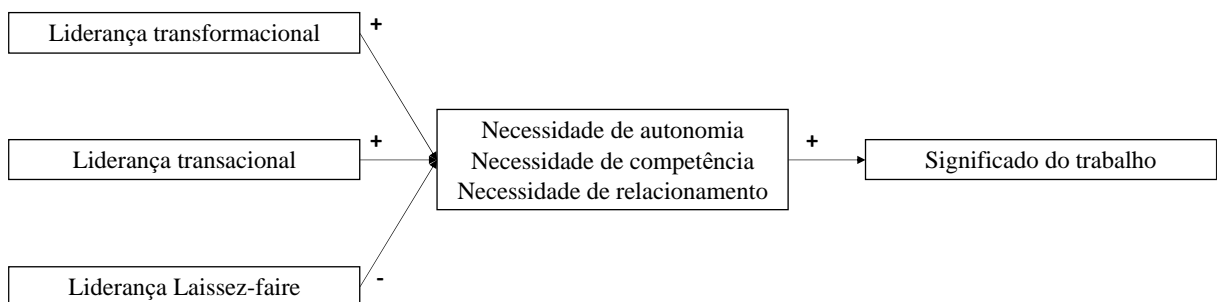 Liderança transformacional
+
Liderança transacional
+
Liderança Laissez-faire
-
Necessidade de autonomia
Necessidade de competência
Necessidade de relacionamento
+
Significado do trabalho